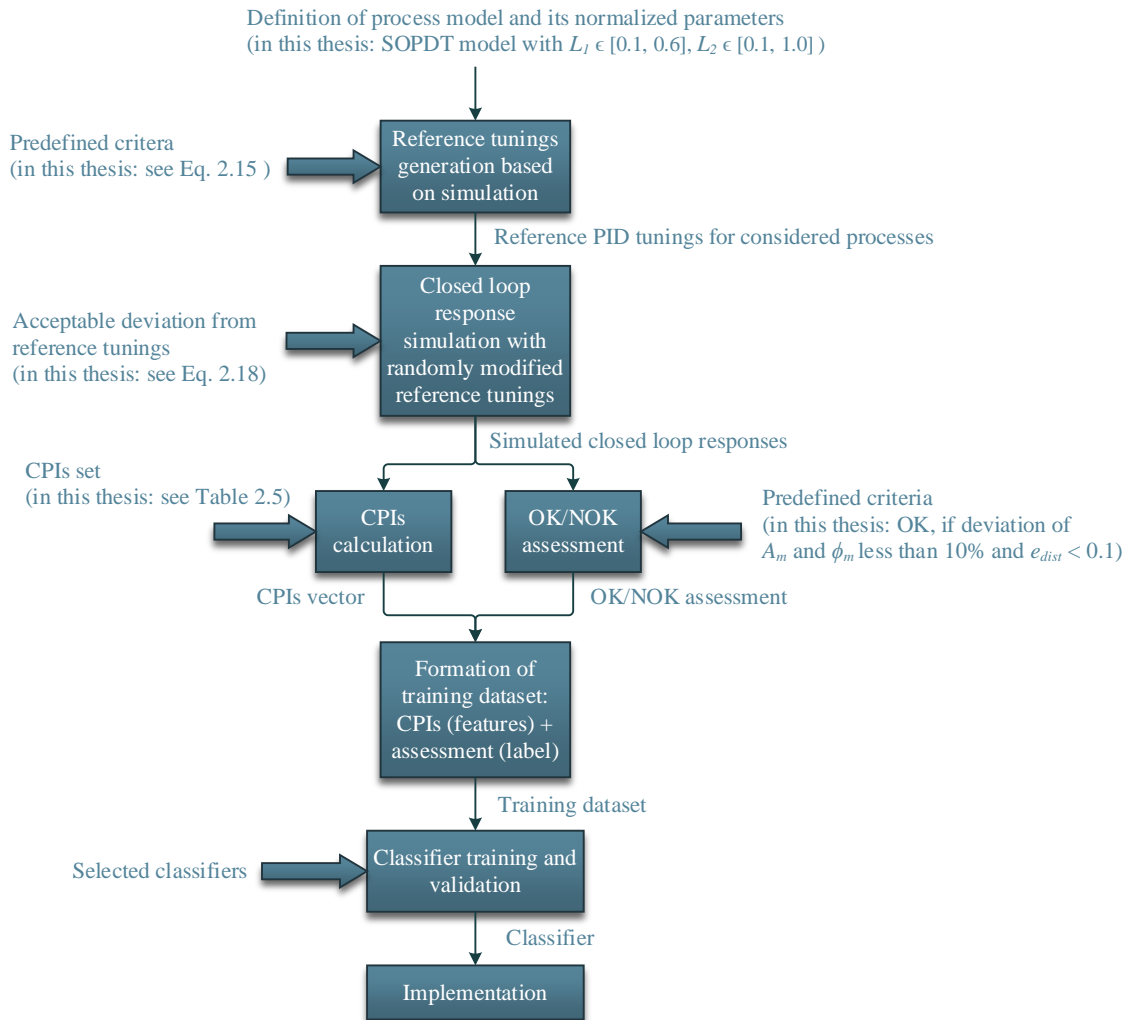 Definition of process model and its normalized parameters
(in this thesis: SOPDT model with L1 ϵ [0.1, 0.6], L2 ϵ [0.1, 1.0] )
Predefined critera
(in this thesis: see Eq. 2.15 )
Reference tunings
generation based
on simulation
Reference PID tunings for considered processes
Acceptable deviation from
reference tunings
(in this thesis: see Eq. 2.18)
Closed loop
response
simulation with
randomly modified
reference tunings
Simulated closed loop responses
CPIs set
(in this thesis: see Table 2.5)
CPIs
calculation
OK/NOK
assessment
Predefined criteria
(in this thesis: OK, if deviation of
Am and ϕm less than 10% and edist < 0.1)
CPIs vector
OK/NOK assessment
Formation of
training dataset:
CPIs (features) +
assessment (label)
Training dataset
Selected classifiers
Classifier training and
validation
Classifier
Implementation